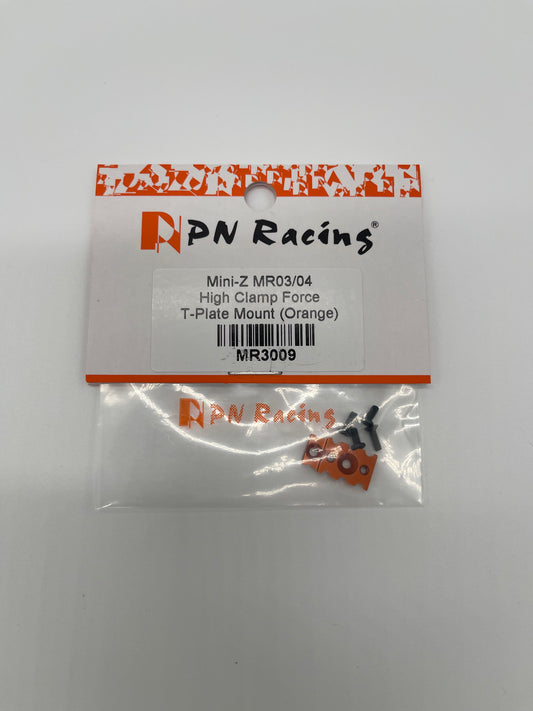 PN Racing®
Mini-Z MR03/04
High Clamp Force
T-Plate Mount (Orange)
MR3009
PN Racing